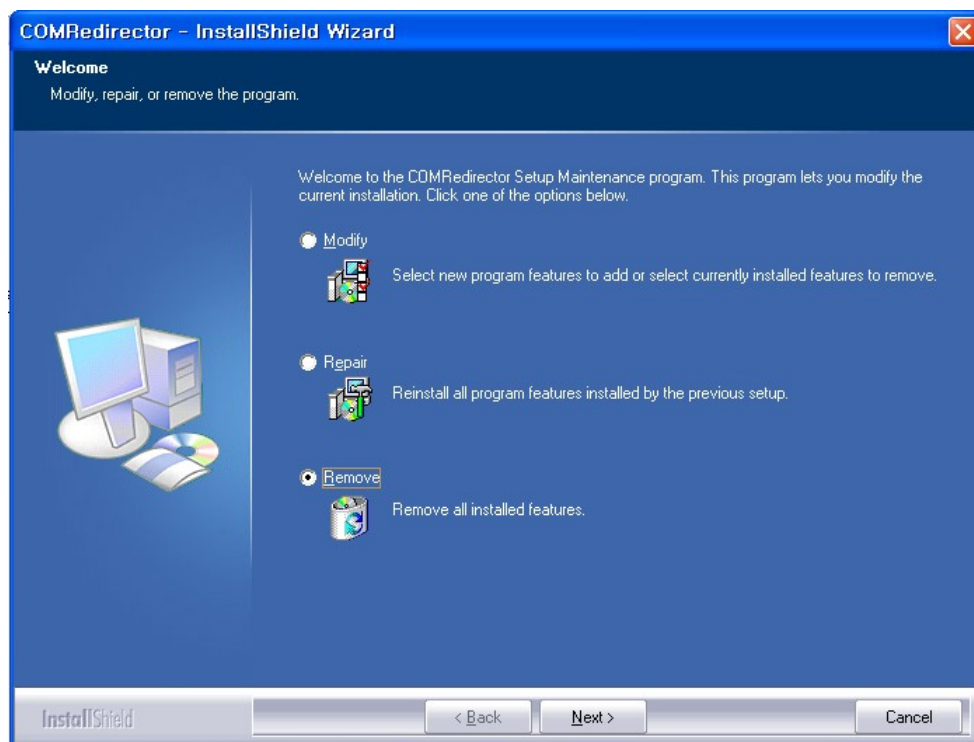 COMRedirector - InstallShield Wizard
Welcome
Modify, repair, or remove the program.
Welcome to the COMRedirector Setup Maintenance program. This program lets you modify the
current installation. Click one of the options below.
Modify
Select new program features to add or select currently installed features to remove.
Repair
Reinstall all program features installed by the previous setup.
Remove
Remove all installed features.
InstallShield
< Back
Next >
Cancel